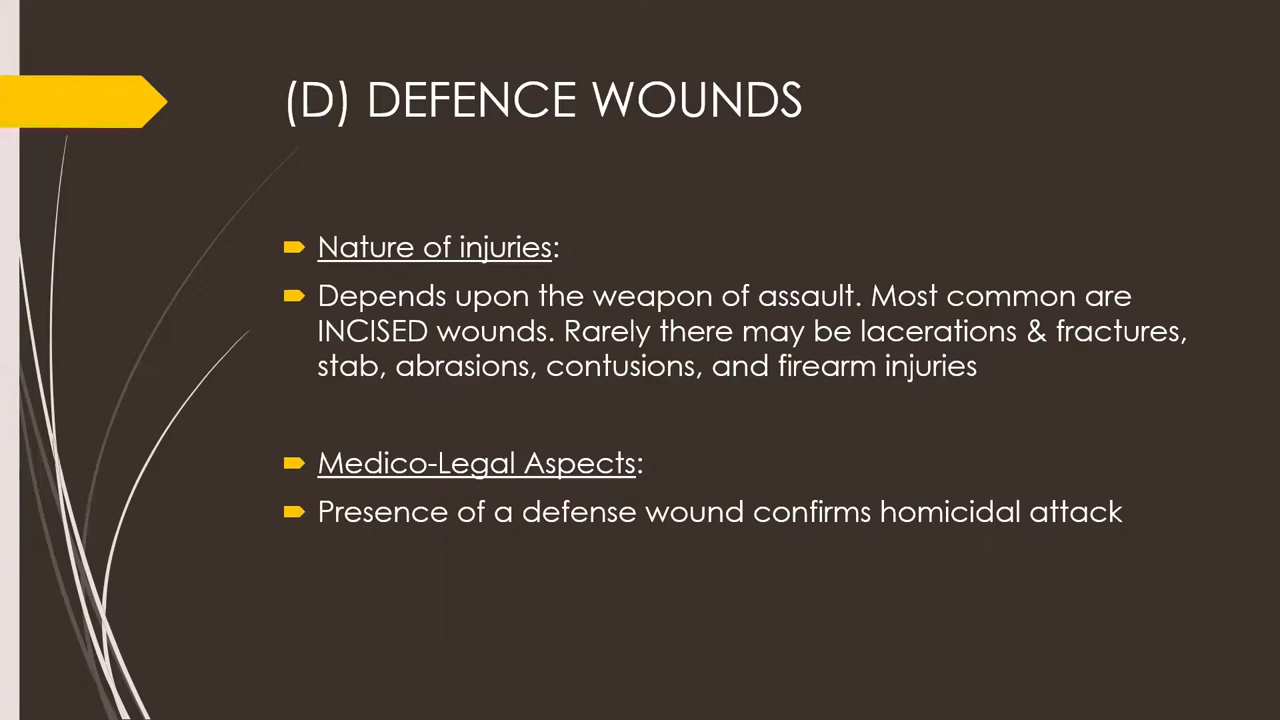 (D) DEFENCE WOUNDS
Nature of injuries:
Depends upon the weapon of assault. Most common are
INCISED wounds. Rarely there may be lacerations & fractures,
stab, abrasions, contusions, and firearm injuries
Medico-Legal Aspects:
Presence of a defense wound confirms homicidal attack